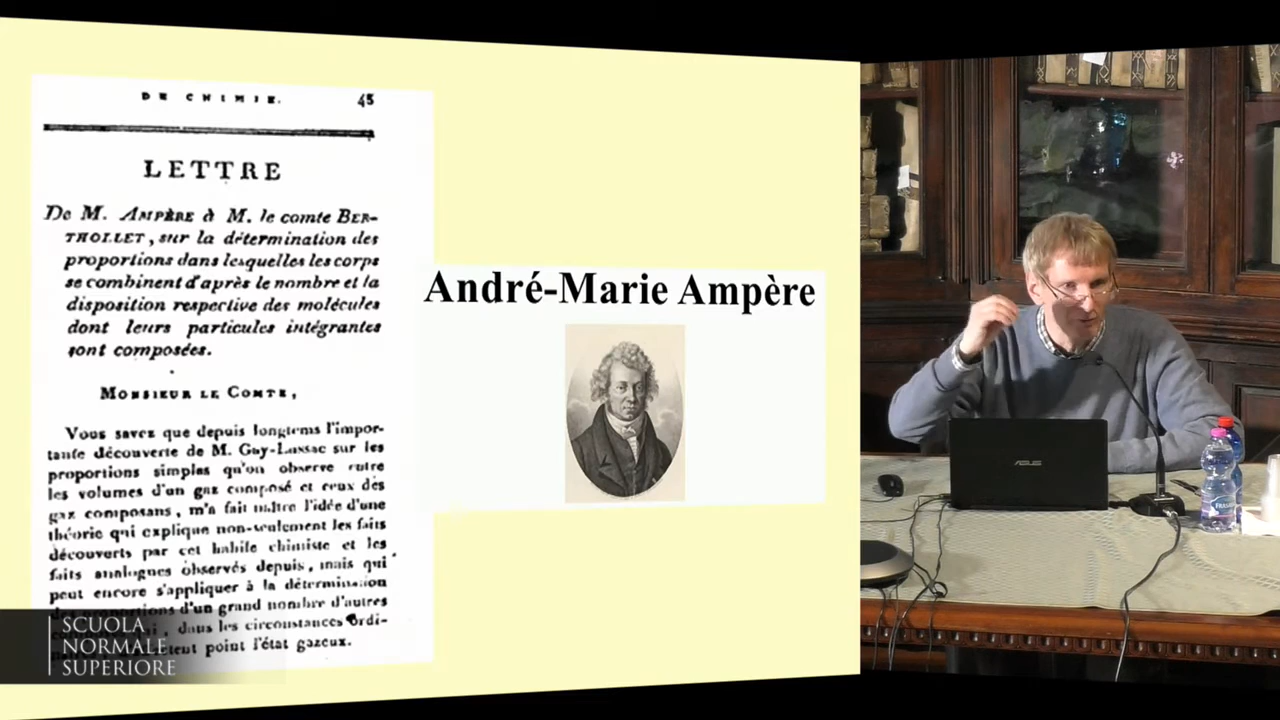 DE CHIMIE. 43
LETTRE
De M. AMPÈRE à M. le comte BER-
THOLLET, sur la détermination des
proportions dans lesquelles les corps
se combinent d'après le nombre et la
disposition respective des molécules
dont leurs particules intégrantes
sont composées.
MONSIEUR LE COMTE,
Vous savez que depuis longtems l'impor-
tante découverte de M. Gay-Lussac sur les
proportions simples qu'on observe entre
les volumes d'un gaz composé et ceux des
gaz composans, m'a fait naître l'idée d'une
théorie qui explique non-seulement les faits
découverts par cet habile chimiste et les
faits analogues observés depuis, mais qui
peut encore s'appliquer à la détermination
des proportions d'un grand nombre d'autres
dans les circonstances ordi-
point l'état gazeux.
André-Marie Ampère
SCUOLA
NORMALE
SUPERIORE
ASUS